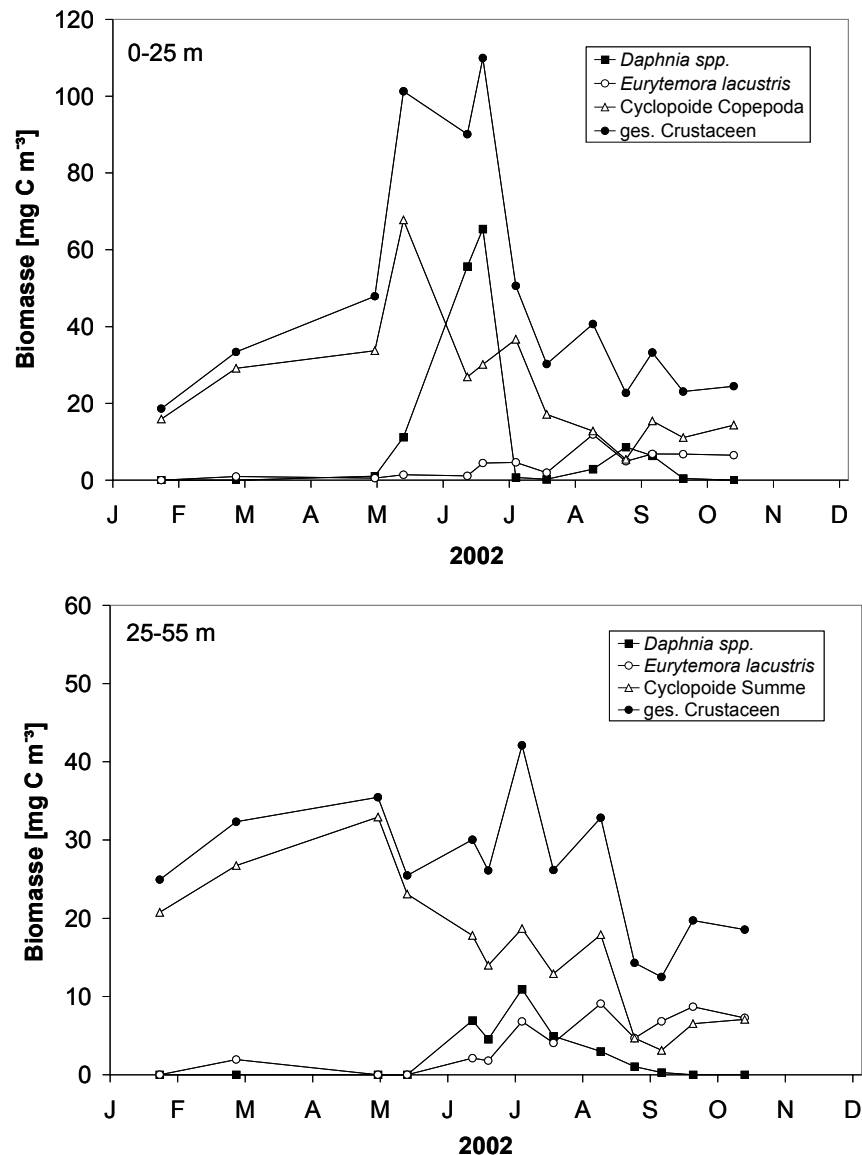 0-25 m
Daphnia spp.
Eurytemora lacustris
Cyclopoide Copepoda
ges. Crustaceen
Biomasse [mg C m⁻³]
120
100
80
60
40
20
0
J F M A M J J A S O N D
2002
25-55 m
Daphnia spp.
Eurytemora lacustris
Cyclopoide Summe
ges. Crustaceen
Biomasse [mg C m⁻³]
60
50
40
30
20
10
0
J F M A M J J A S O N D
2002